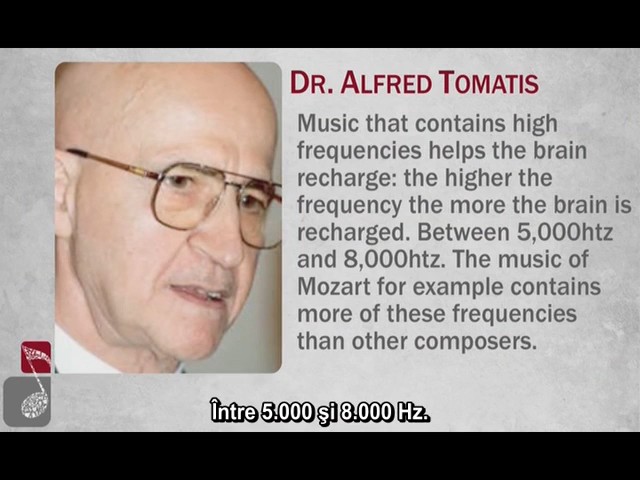 DR. ALFRED TOMATIS
Music that contains high
frequencies helps the brain
recharge: the higher the
frequency the more the brain is
recharged. Between 5,000htz
and 8,000htz. The music of
Mozart for example contains
more of these frequencies
than other composers.
Între 5.000 şi 8.000 Hz.